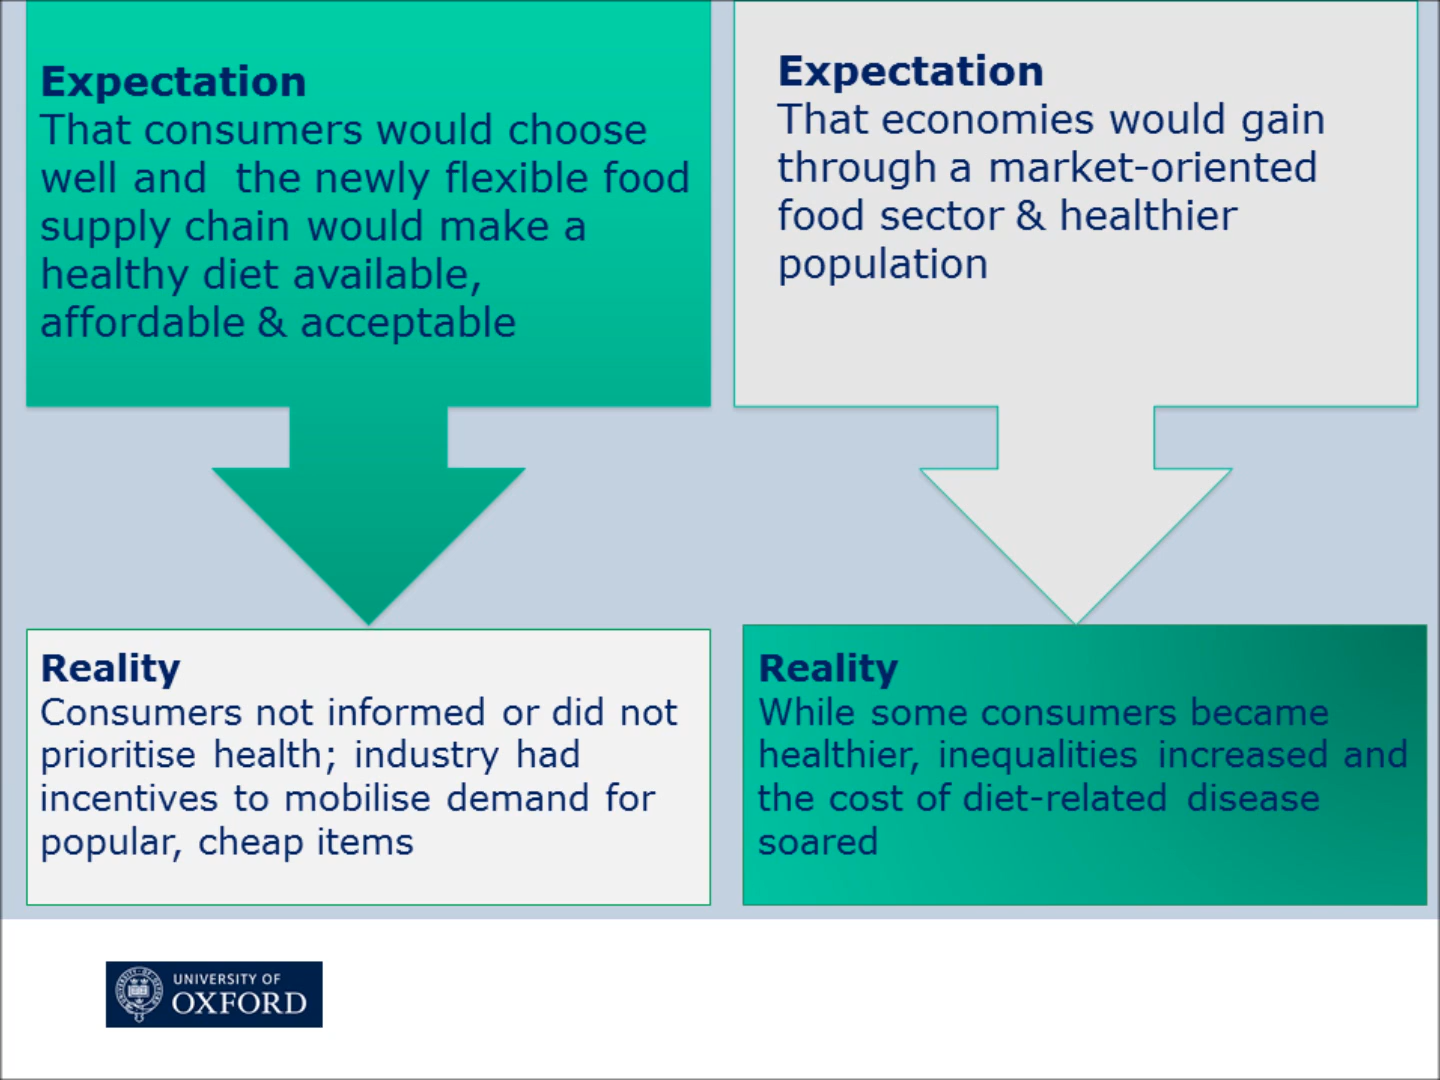 Expectation
That consumers would choose
well and the newly flexible food
supply chain would make a
healthy diet available,
affordable & acceptable
Expectation
That economies would gain
through a market-oriented
food sector & healthier
population
Reality
Consumers not informed or did not
prioritise health; industry had
incentives to mobilise demand for
popular, cheap items
Reality
While some consumers became
healthier, inequalities increased and
the cost of diet-related disease
soared
UNIVERSITY OF
OXFORD